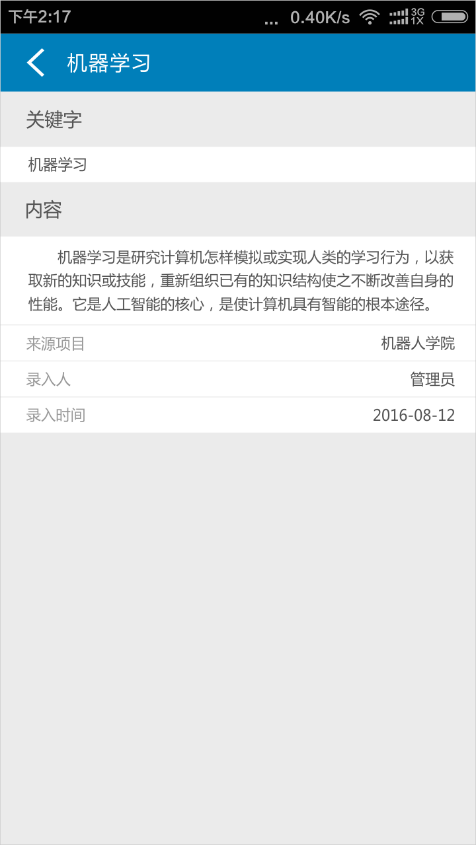 下午2:17 ... 0.40K/s 3G 1X
机器学习
关键字
机器学习
内容
机器学习是研究计算机怎样模拟或实现人类的学习行为，以获
取新的知识或技能，重新组织已有的知识结构使之不断改善自身的
性能。它是人工智能的核心，是使计算机具有智能的根本途径。
来源项目 机器人学院
录入人 管理员
录入时间 2016-08-12